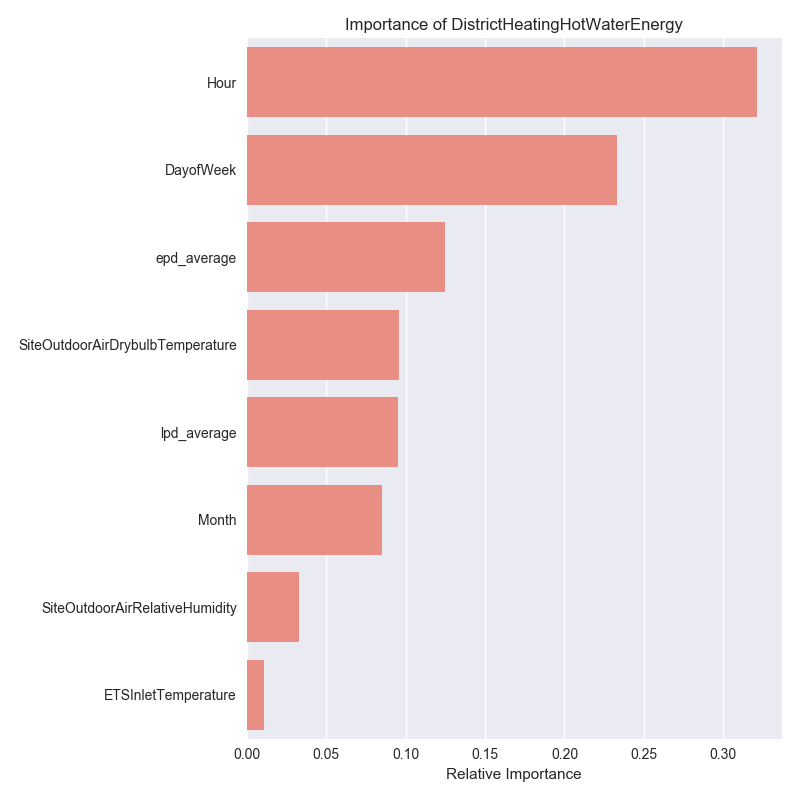 Importance of DistrictHeatingHotWaterEnergy
Hour
DayofWeek
epd_average
SiteOutdoorAirDrybulbTemperature
lpd_average
Month
SiteOutdoorAirRelativeHumidity
ETSInletTemperature
0.00 0.05 0.10 0.15 0.20 0.25 0.30
Relative Importance